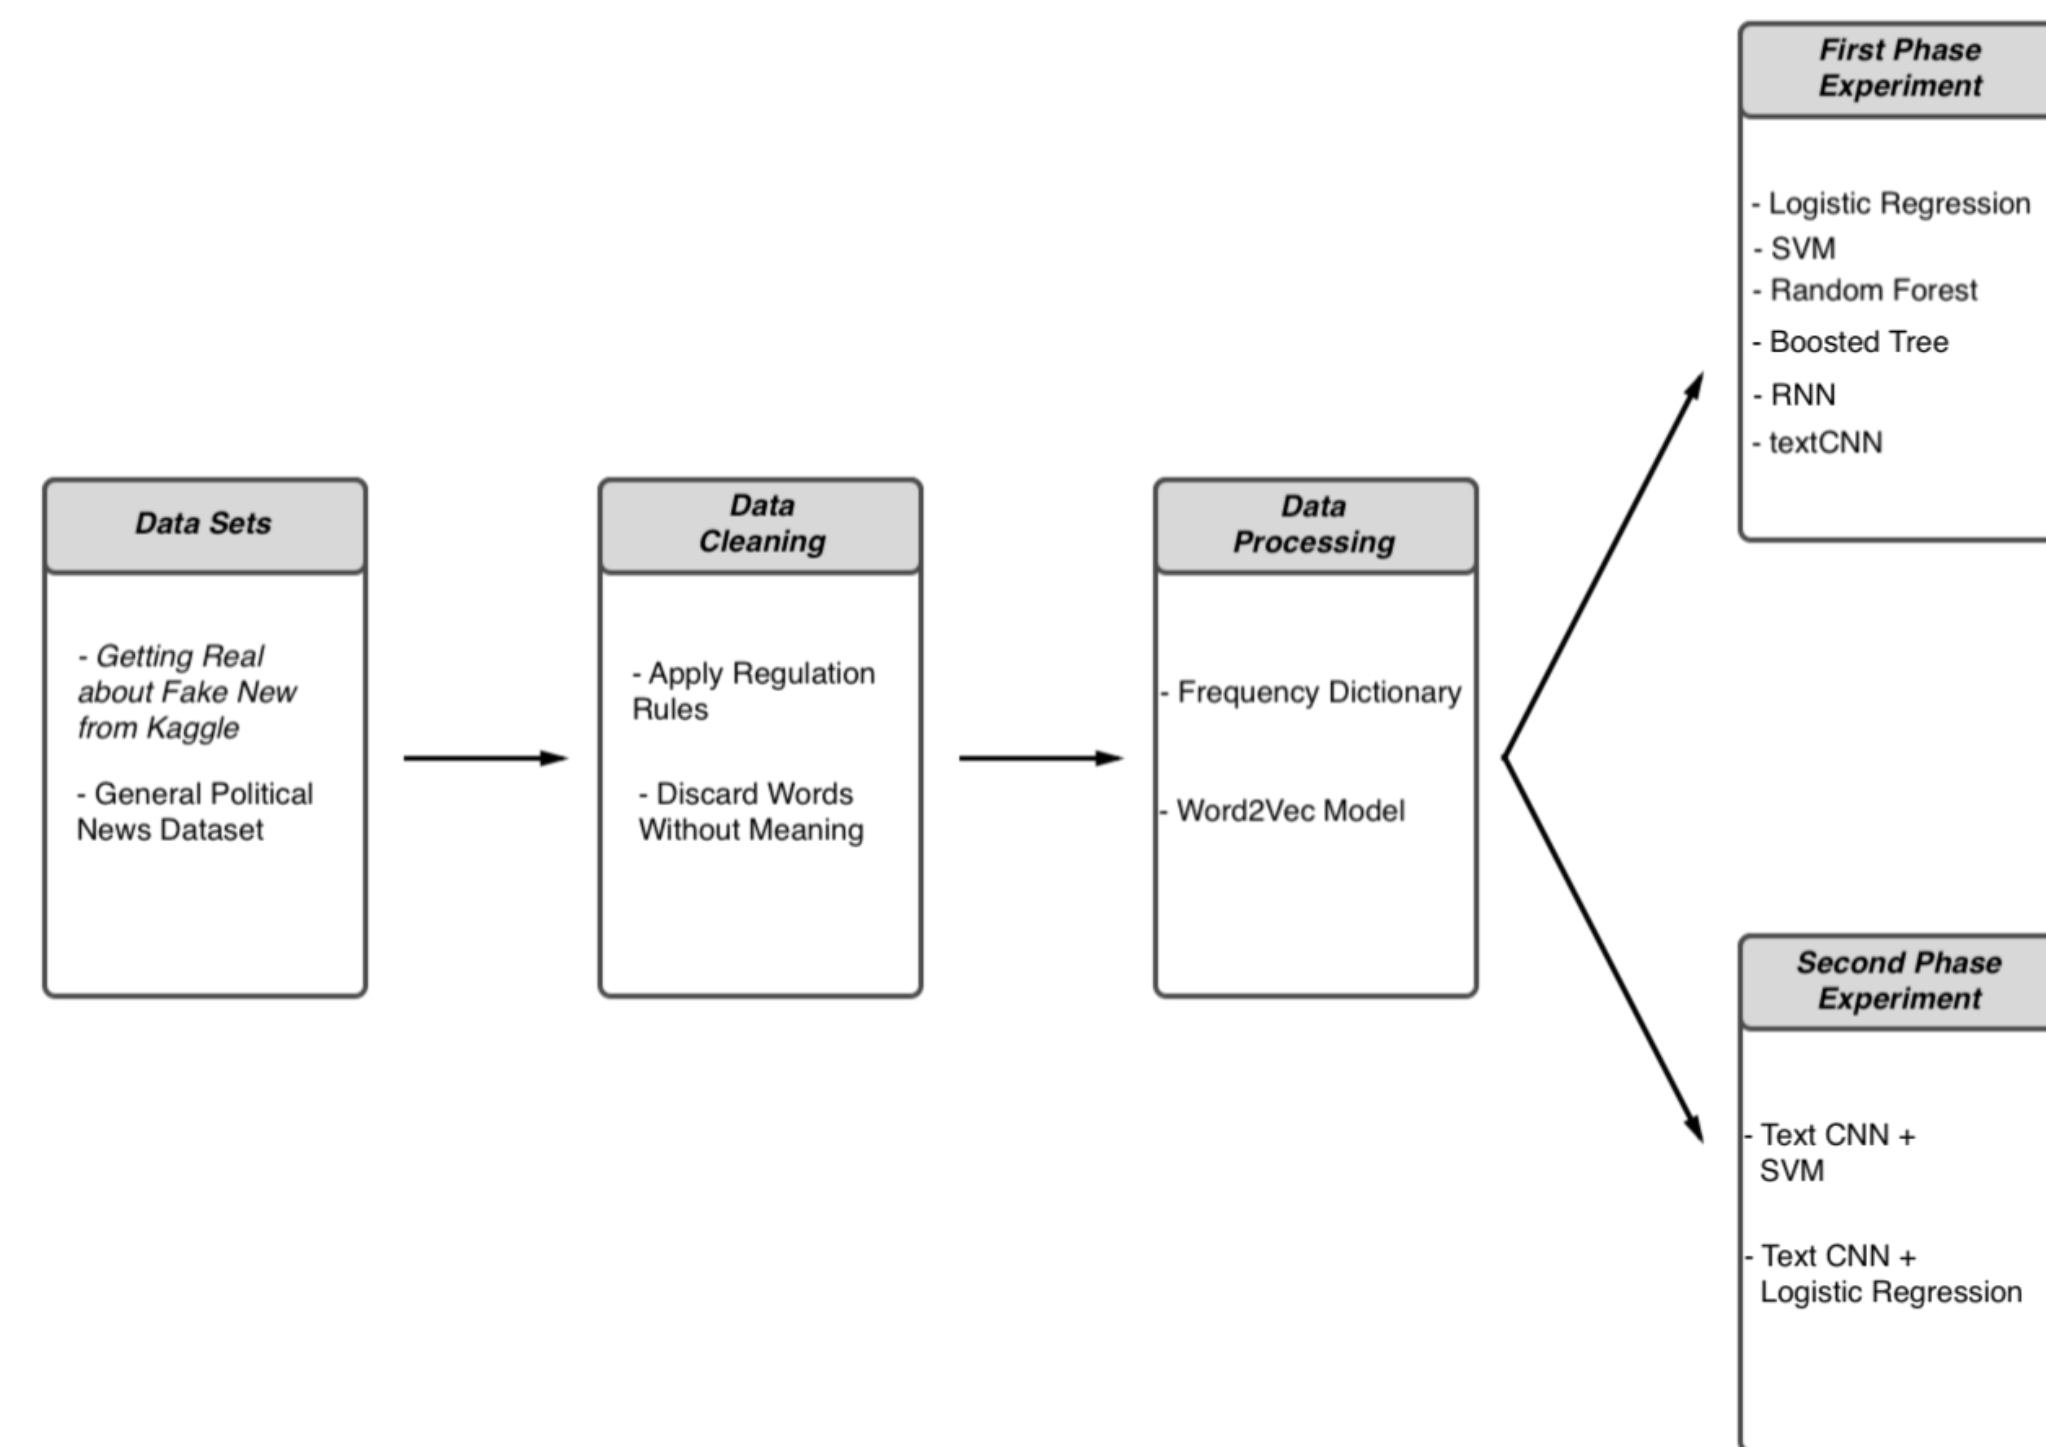 Data Sets
- Getting Real
about Fake New
from Kaggle
- General Political
News Dataset
Data
Cleaning
- Apply Regulation
Rules
- Discard Words
Without Meaning
Data
Processing
- Frequency Dictionary
- Word2Vec Model
First Phase
Experiment
- Logistic Regression
- SVM
- Random Forest
- Boosted Tree
- RNN
- textCNN
Second Phase
Experiment
- Text CNN +
SVM
- Text CNN +
Logistic Regression